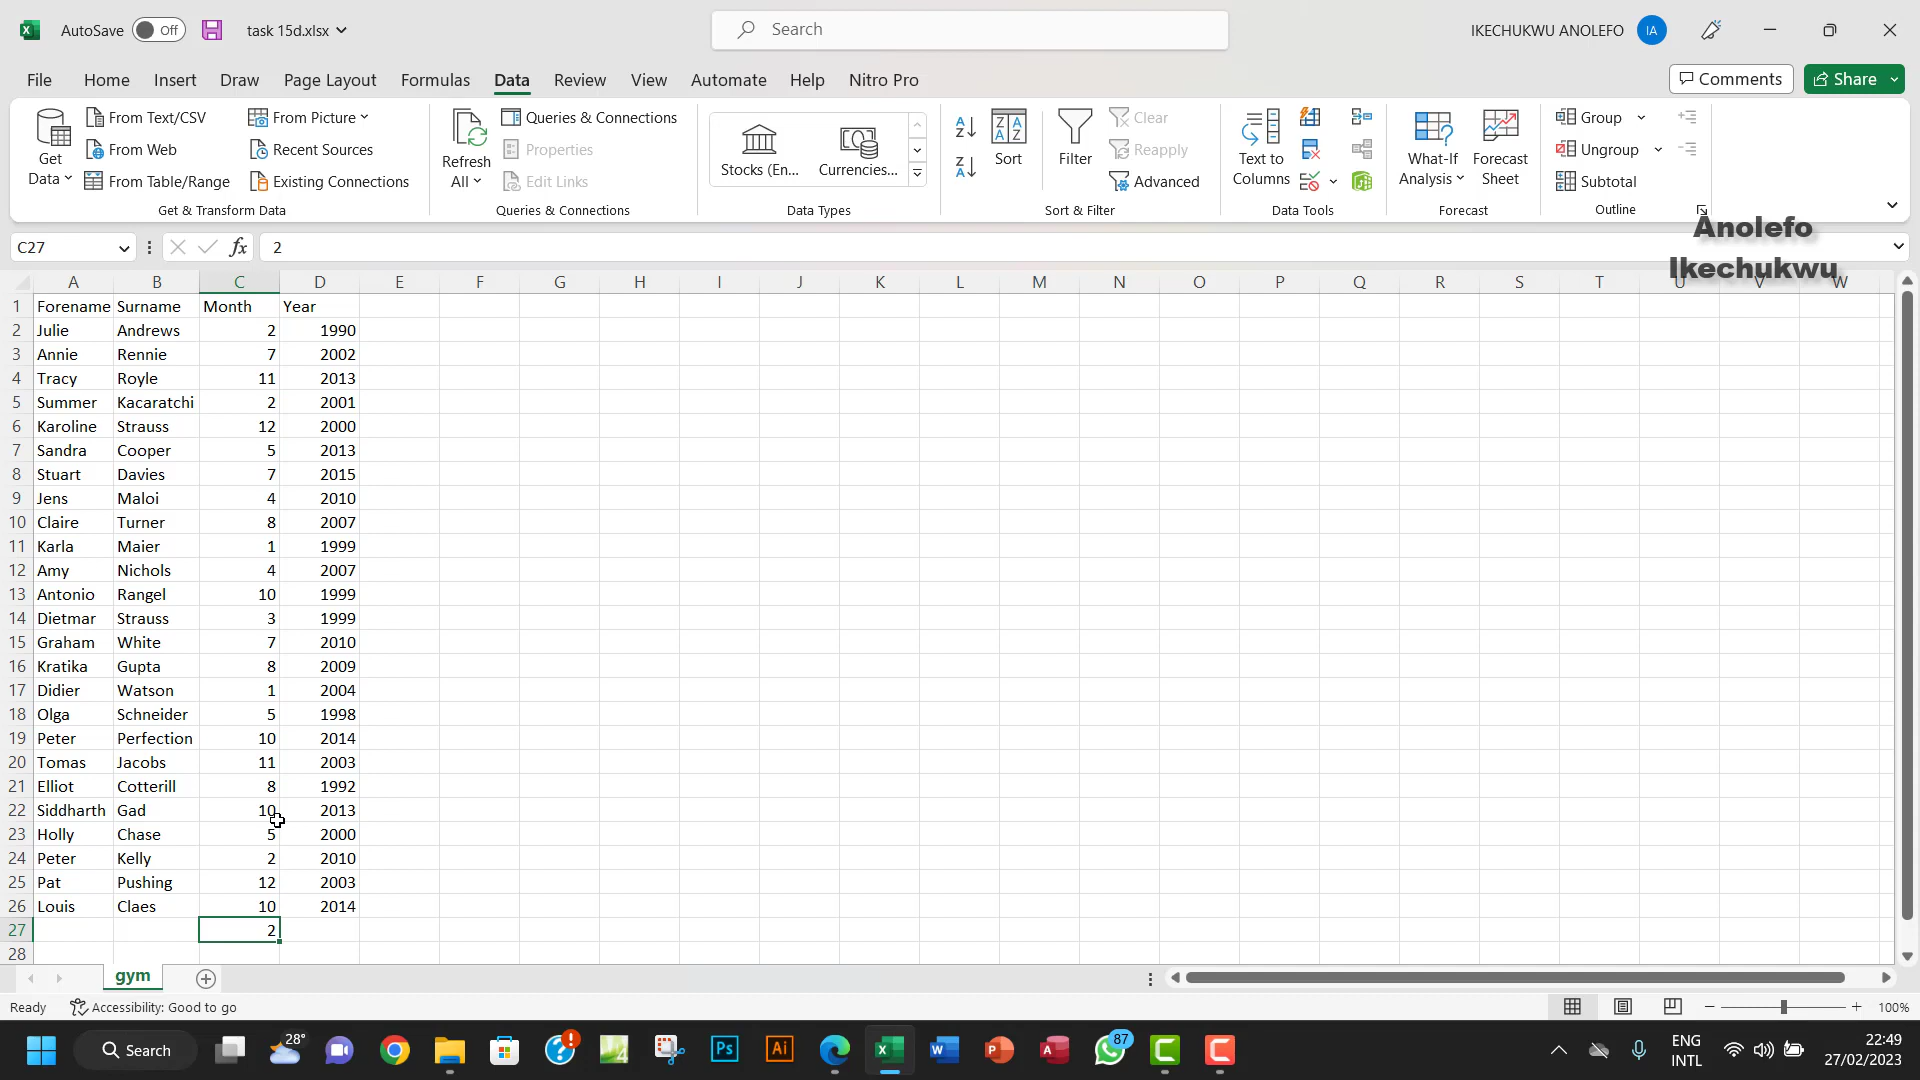 AutoSave Off task 15d.xlsx Search IKECHUKWU ANOLEFO IA
File Home Insert Draw Page Layout Formulas Data Review View Automate Help Nitro Pro Comments Share
Get Data
From Text/CSV
From Web
From Table/Range
From Picture
Recent Sources
Existing Connections
Get & Transform Data
Refresh All
Queries & Connections
Properties
Edit Links
Queries & Connections
Stocks (En...
Currencies...
Data Types
Sort
Filter
Clear
Reapply
Advanced
Sort & Filter
Text to Columns
Data Tools
What-If Analysis
Forecast Sheet
Forecast
Group
Ungroup
Subtotal
Outline
Anolefo
Ikechukwu
C27 fx 2
A B C D E F G H I J K L M N O P Q R S T U V W
1 Forename Surname Month Year
2 Julie Andrews 2 1990
3 Annie Rennie 7 2002
4 Tracy Royle 11 2013
5 Summer Kacaratchi 2 2001
6 Karoline Strauss 12 2000
7 Sandra Cooper 5 2013
8 Stuart Davies 7 2015
9 Jens Maloi 4 2010
10 Claire Turner 8 2007
11 Karla Maier 1 1999
12 Amy Nichols 4 2007
13 Antonio Rangel 10 1999
14 Dietmar Strauss 3 1999
15 Graham White 7 2010
16 Kratika Gupta 8 2009
17 Didier Watson 1 2004
18 Olga Schneider 5 1998
19 Peter Perfection 10 2014
20 Tomas Jacobs 11 2003
21 Elliot Cotterill 8 1992
22 Siddharth Gad 10 2013
23 Holly Chase 5 2000
24 Peter Kelly 2 2010
25 Pat Pushing 12 2003
26 Louis Claes 10 2014
27 2
28
gym
Ready Accessibility: Good to go 100%
Search 28° 87 ENG INTL 22:49 27/02/2023